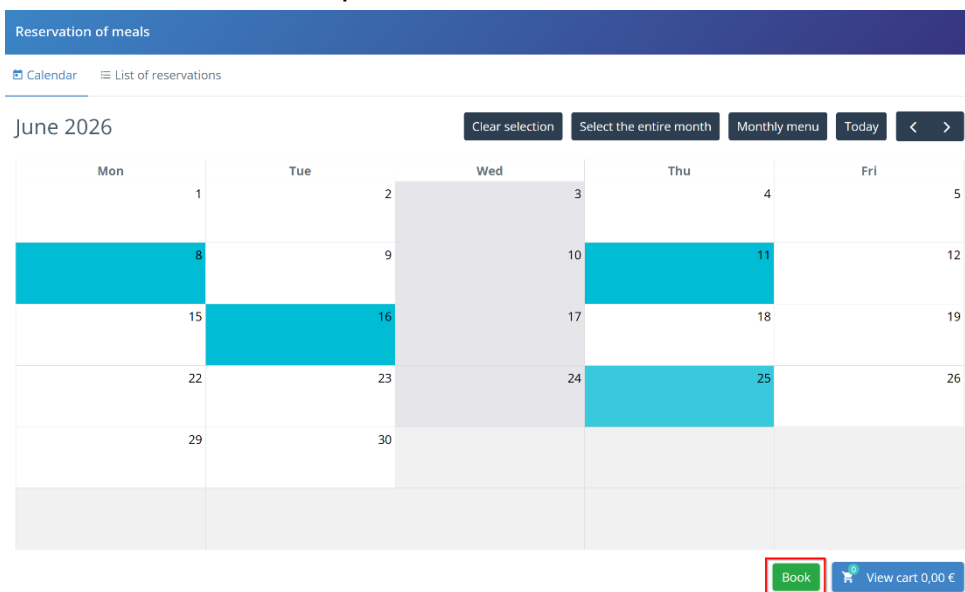 Reservation of meals
Calendar List of reservations
June 2026 Clear selection Select the entire month Monthly menu Today
Mon Tue Wed Thu Fri
1 2 3 4 5
8 9 10 11 12
15 16 17 18 19
22 23 24 25 26
29 30
Book 0 View cart 0,00 €